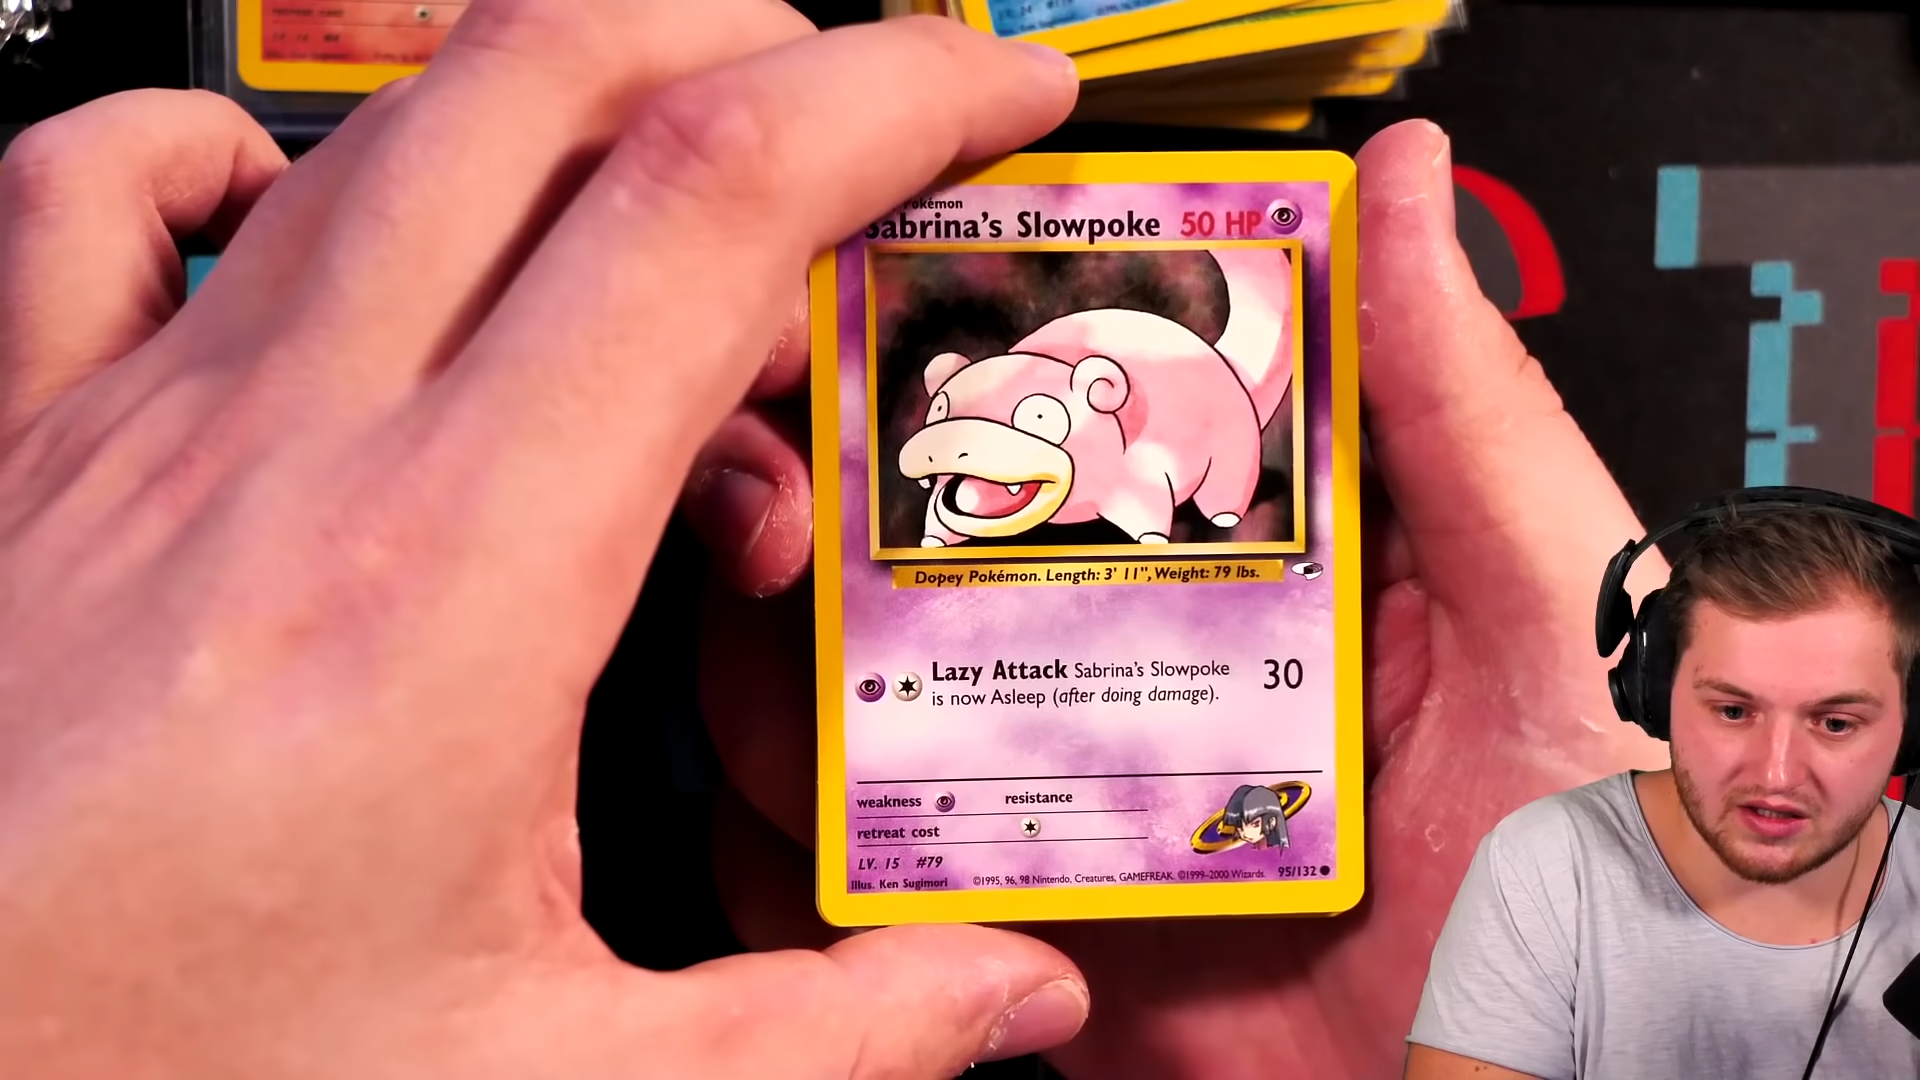 Pokémon
Sabrina's Slowpoke 50 HP
Dopey Pokémon. Length: 3' 11", Weight: 79 lbs.
Lazy Attack Sabrina's Slowpoke
is now Asleep (after doing damage). 30
weakness resistance
retreat cost
LV. 15 #79
Illus. Ken Sugimori ©1995, 96, 98 Nintendo, Creatures, GAMEFREAK. ©1999-2000 Wizards. 95/132